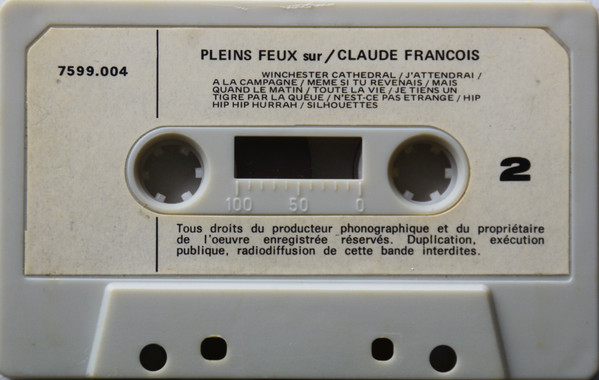 PLEINS FEUX sur/CLAUDE FRANCOIS
7599.004
WINCHESTER CATHEDRAL / J'ATTENDRAI /
A LA CAMPAGNE / MEME SI TU REVENAIS / MAIS
QUAND LE MATIN / TOUTE LA VIE / JE TIENS UN
TIGRE PAR LA QUEUE / N'EST-CE PAS ETRANGE / HIP
HIP HIP HURRAH / SILHOUETTES
2
100 50 0
Tous droits du producteur phonographique et du propriétaire
de l'oeuvre enregistrée réservés. Duplication, exécution
publique, radiodiffusion de cette bande interdites.